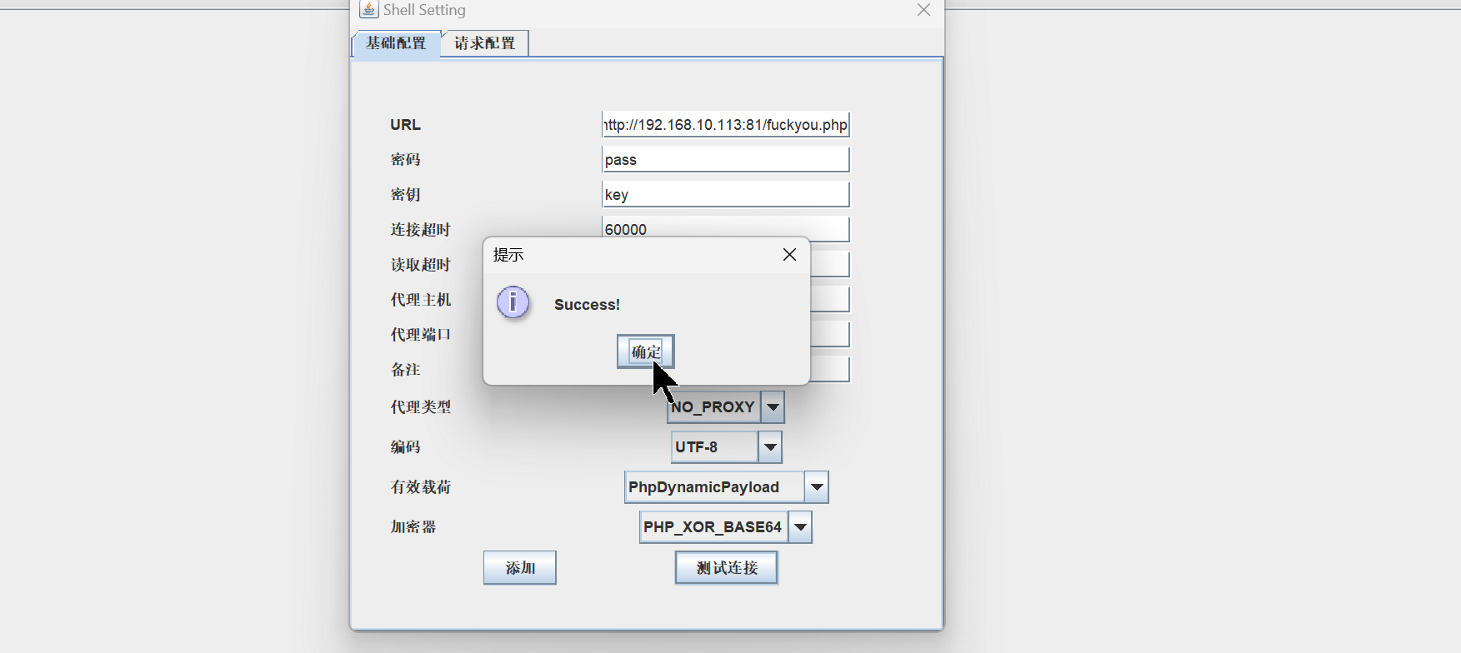 Shell Setting
基础配置 请求配置
URL ttp://192.168.10.113:81/fuckyou.php
密码 pass
密钥 key
连接超时 60000
提示
读取超时
代理主机 Success!
代理端口
确定
备注
代理类型 NO_PROXY
编码 UTF-8
有效载荷 PhpDynamicPayload
加密器 PHP_XOR_BASE64
添加 测试连接